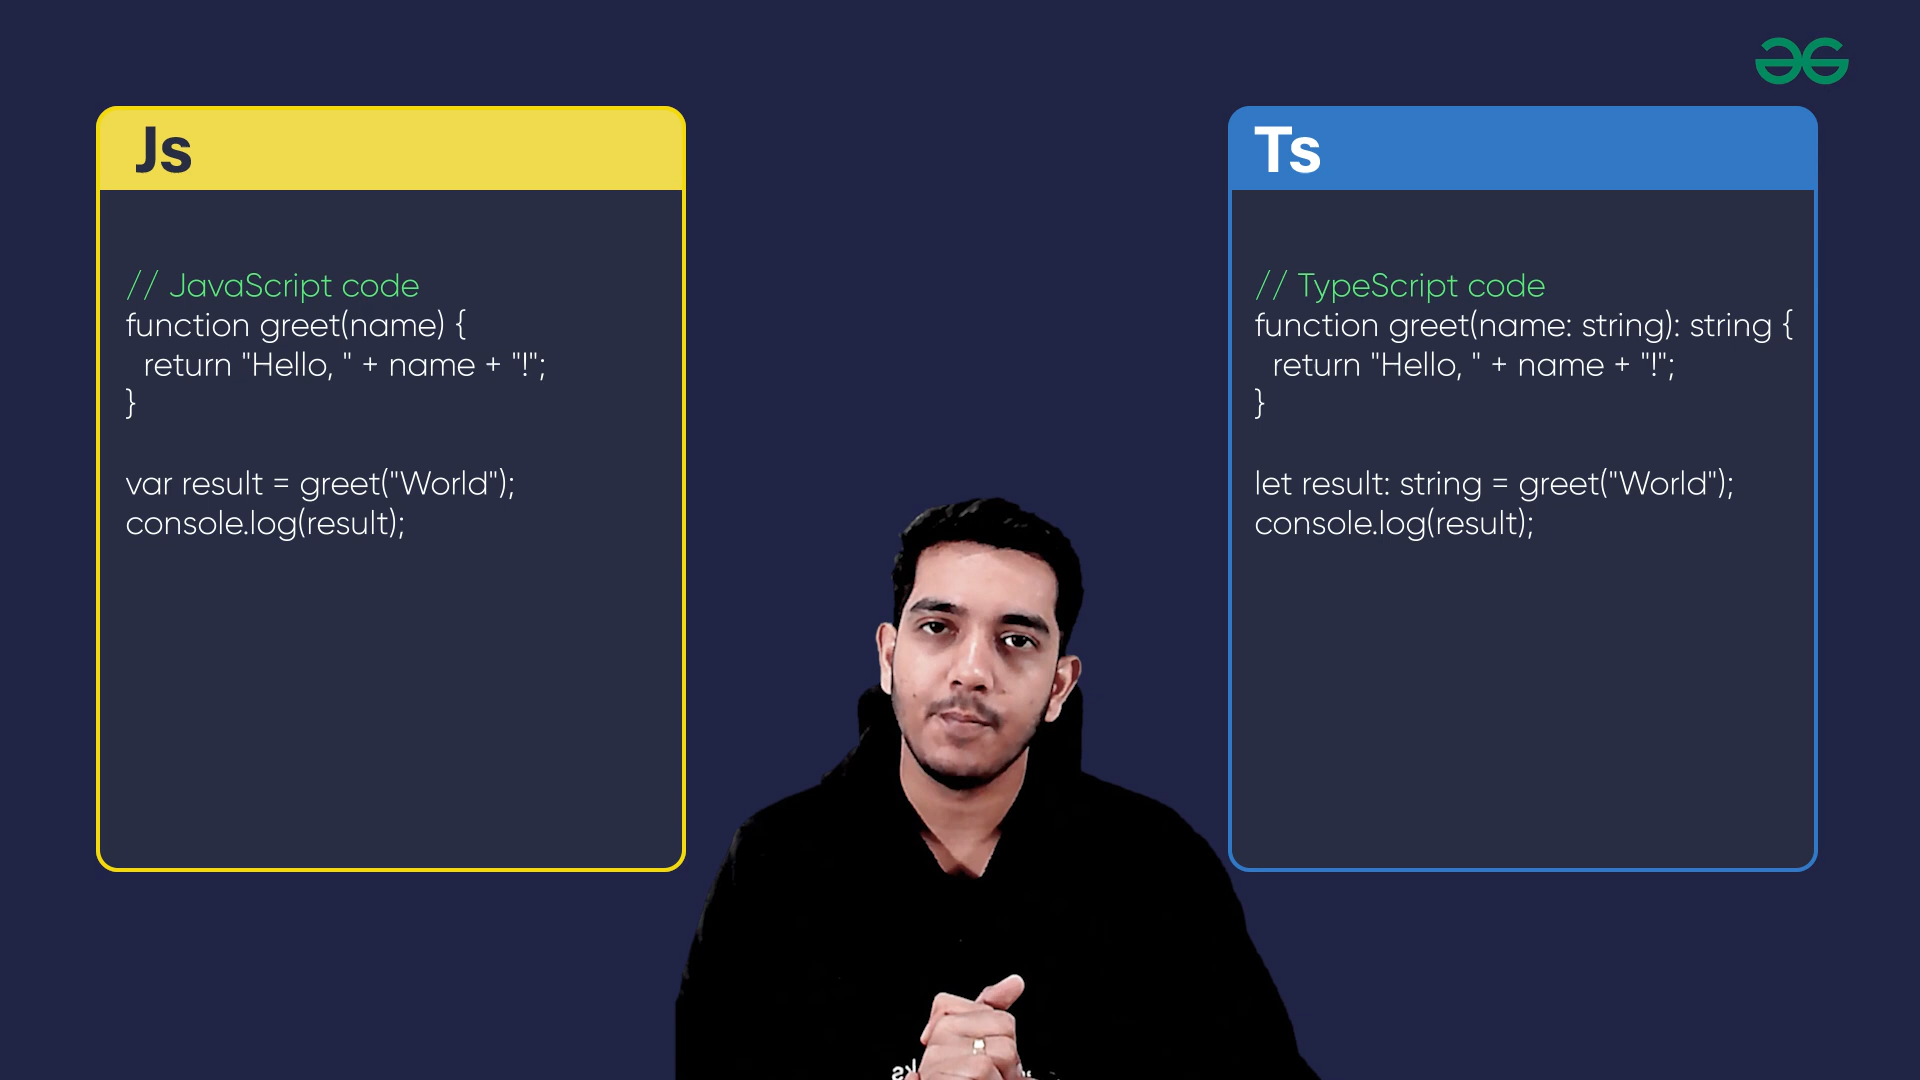 Js
// JavaScript code
function greet(name) {
  return "Hello, " + name + "!";
}
var result = greet("World");
console.log(result);
Ts
// TypeScript code
function greet(name: string): string {
  return "Hello, " + name + "!";
}
let result: string = greet("World");
console.log(result);